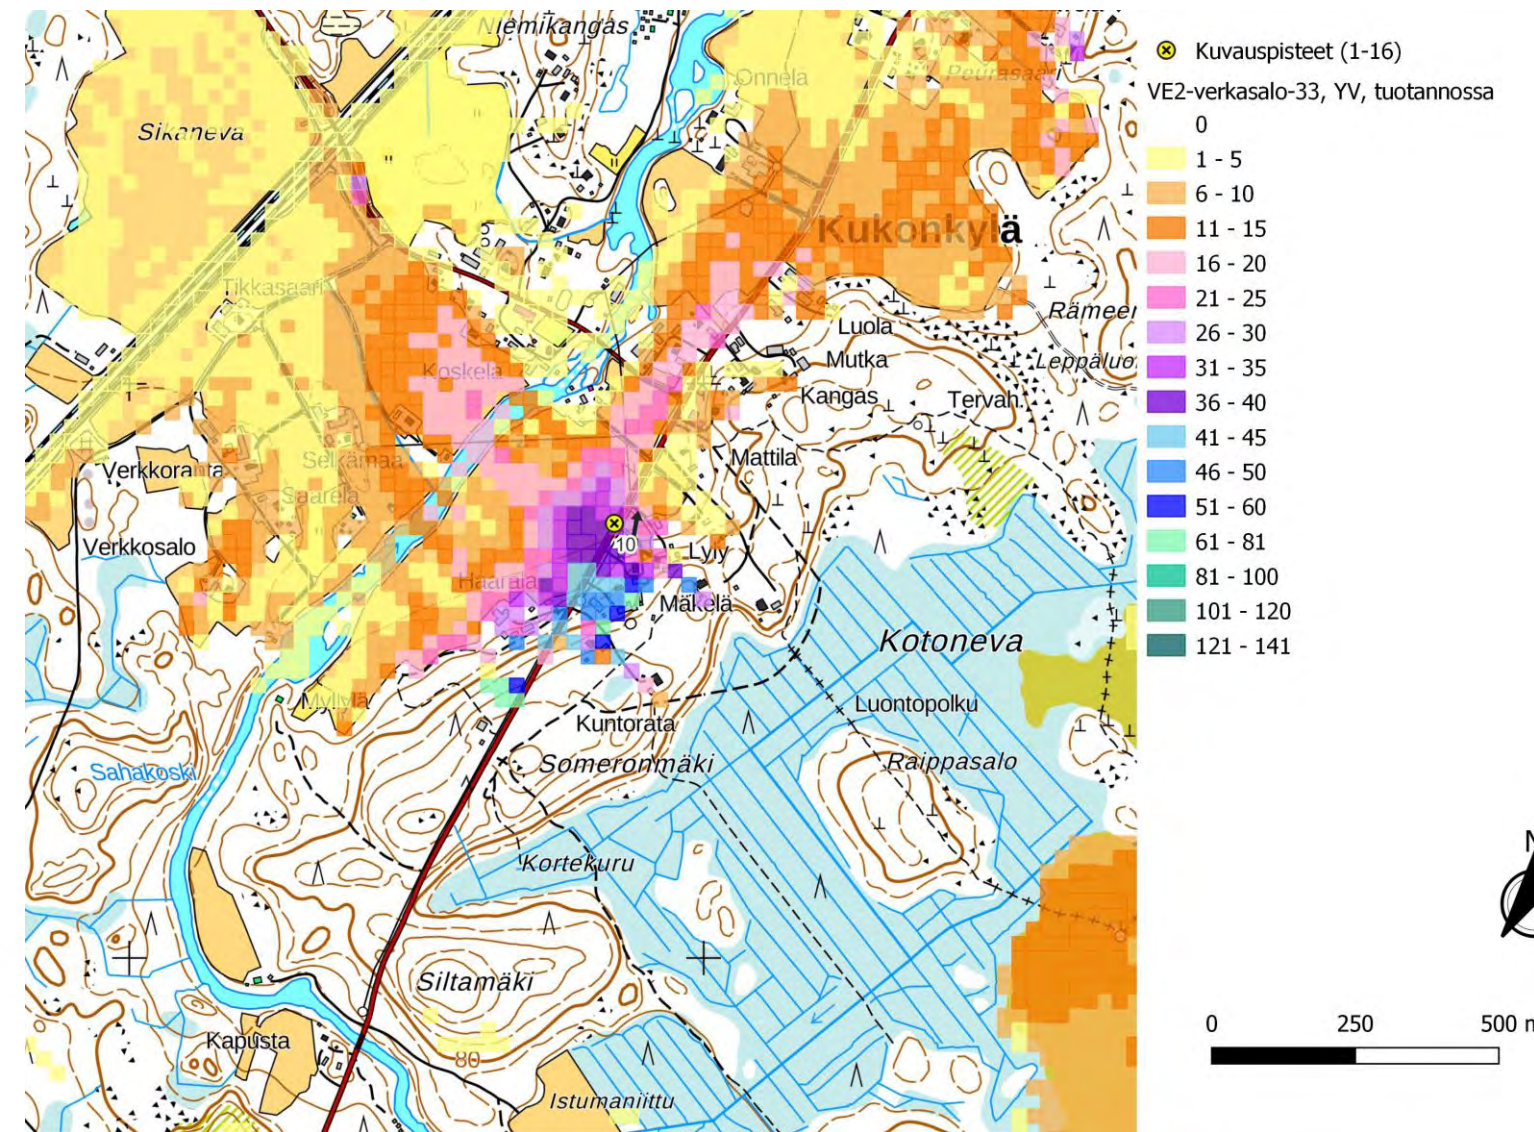 Niemikangas
Onnela
Peurasaari
Sikaneva
Kukonkylä
Tikkasaari
Rämeen
Luola
Mutka
Leppäluo
Koskela
Kangas
Tervah.
Selkämaa
Mattila
Verkkoranta
Saarela
Verkkosalo
10
Lyly
Haarala
Mäkelä
Kotoneva
Myllylä
Luontopolku
Kuntorata
Sahakoski
Someronmäki
Raippasalo
Kortekuru
Siltamäki
Kapusta
80
Istumaniittu
Kuvauspisteet (1-16)
VE2-verkasalo-33, YV, tuotannossa
0
1 - 5
6 - 10
11 - 15
16 - 20
21 - 25
26 - 30
31 - 35
36 - 40
41 - 45
46 - 50
51 - 60
61 - 81
81 - 100
101 - 120
121 - 141
N
0 250 500 m